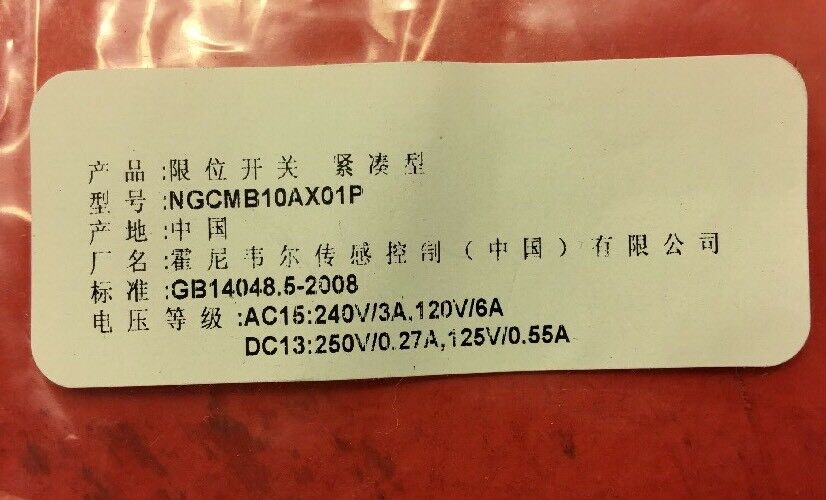 产品:限位开关 紧凑型
型号:NGCMB10AX01P
产地:中国
厂名:霍尼韦尔传感控制(中国)有限公司
标准:GB14048.5-2008
电压等级:AC15:240V/3A,120V/6A
DC13:250V/0.27A,125V/0.55A